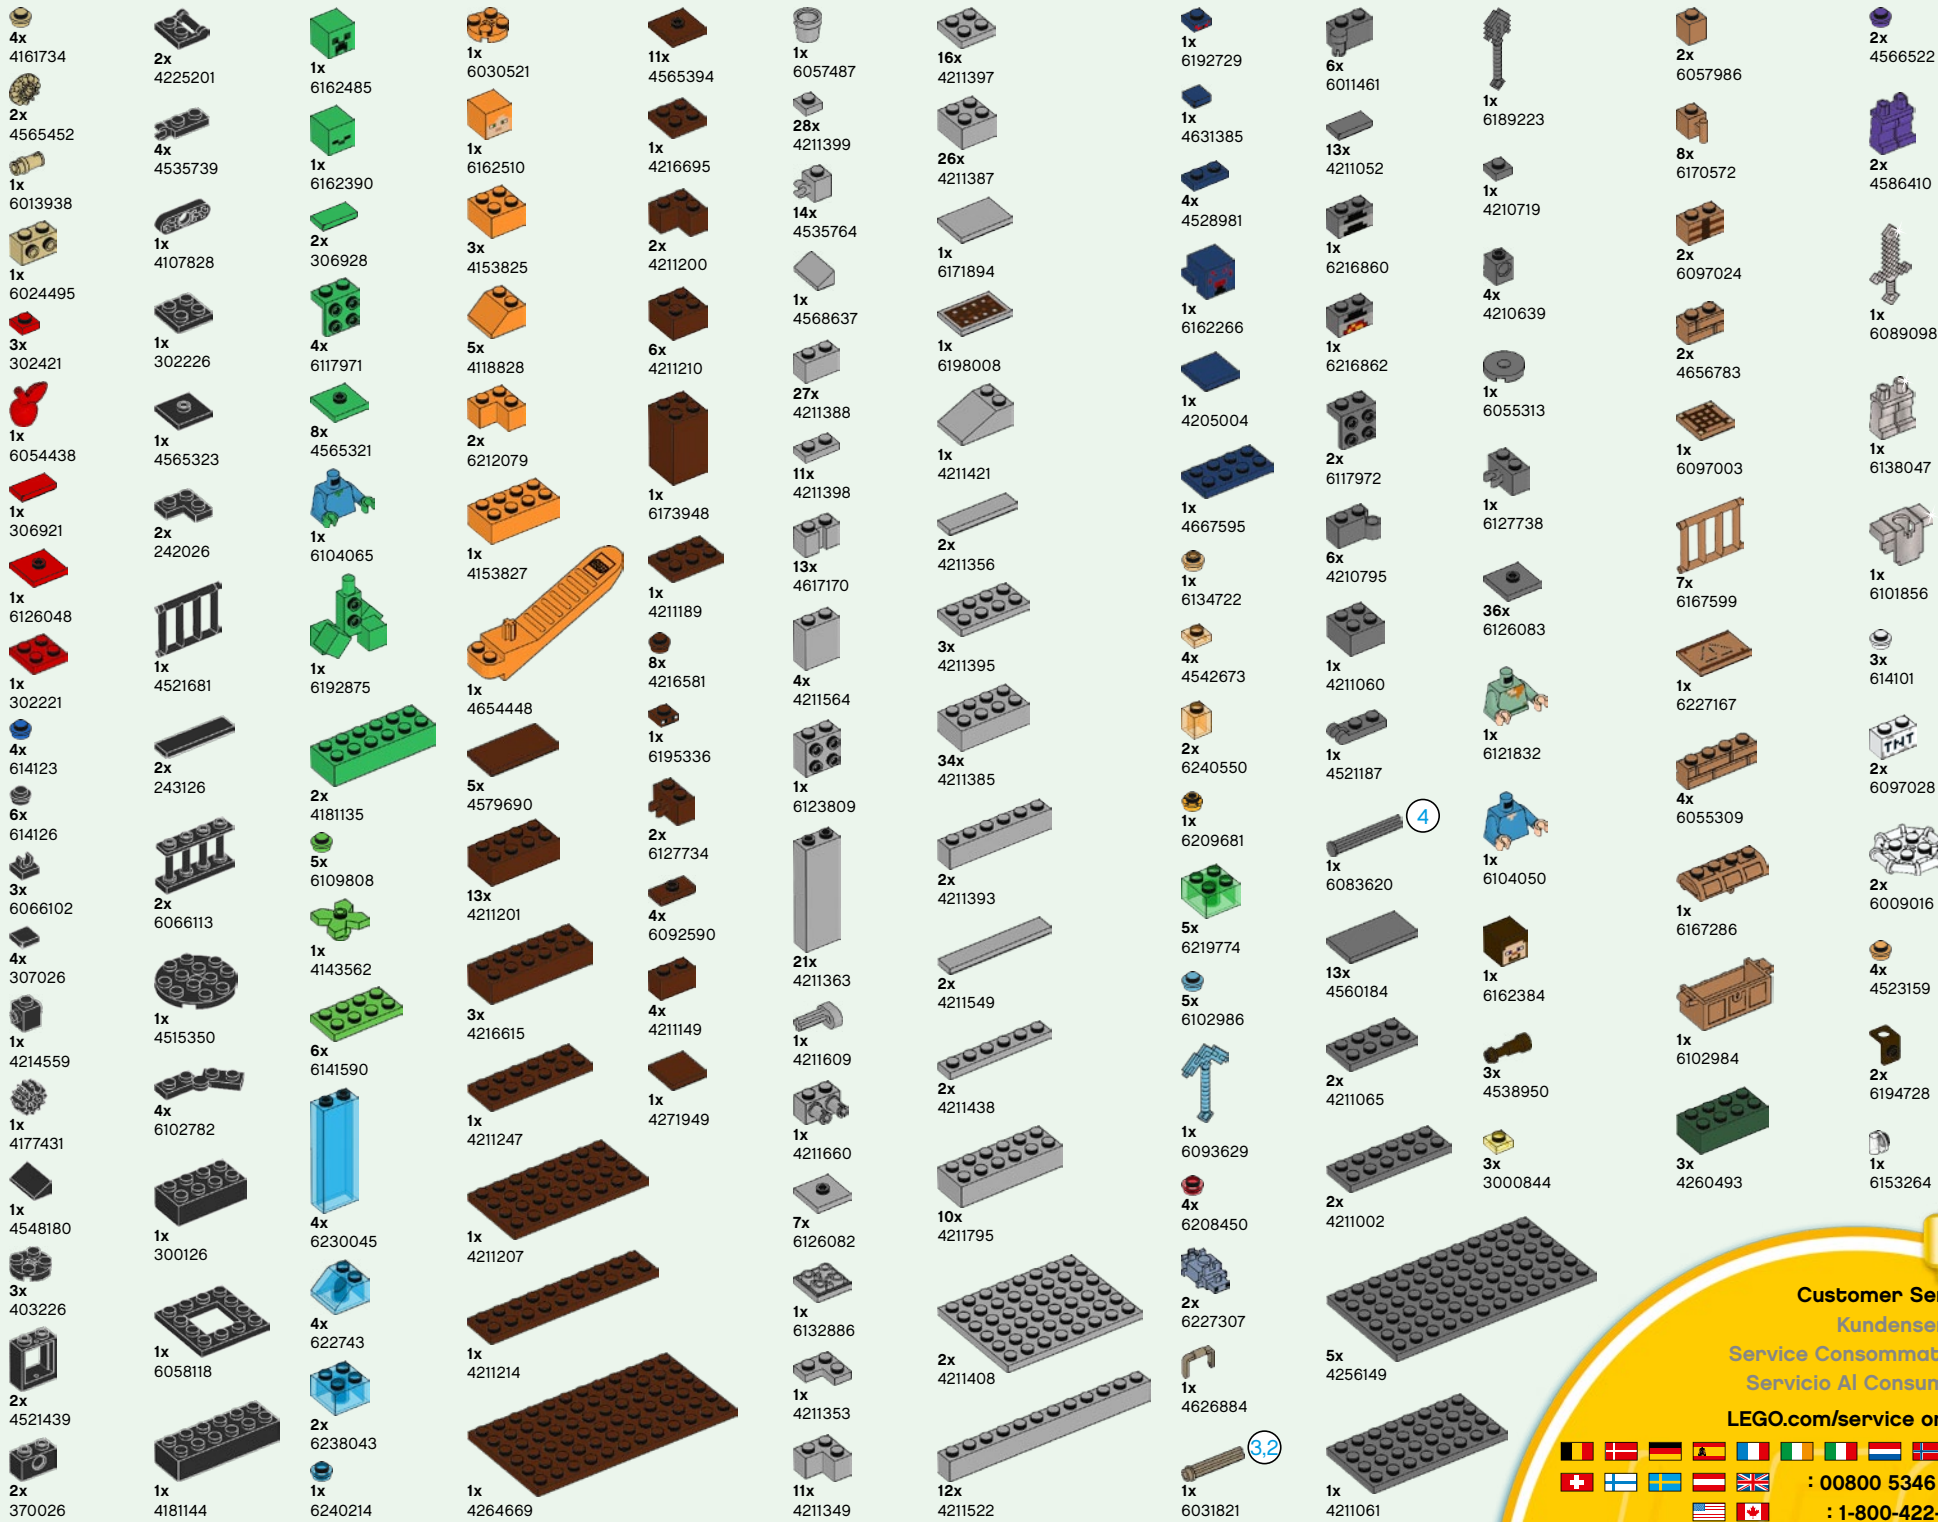 4x
4161734
2x
4565452
1x
6013938
1x
6024495
3x
302421
1x
6054438
1x
306921
1x
6126048
1x
302221
4x
614123
6x
614126
3x
6066102
4x
307026
1x
4214559
1x
4177431
1x
4548180
3x
403226
2x
4521439
2x
370026
2x
4225201
4x
4535739
1x
4107828
1x
302226
1x
4565323
2x
242026
1x
4521681
2x
243126
2x
6066113
1x
4515350
4x
6102782
1x
300126
1x
6058118
1x
4181144
1x
6162485
1x
6162390
2x
306928
4x
6117971
8x
4565321
1x
6104065
1x
6192875
2x
4181135
5x
6109808
1x
4143562
6x
6141590
4x
6230045
4x
622743
2x
6238043
1x
6240214
1x
6030521
1x
6162510
3x
4153825
5x
4118828
2x
6212079
1x
4153827
1x
4654448
5x
4579690
13x
4211201
3x
4216615
1x
4211247
1x
4211207
1x
4211214
1x
4264669
11x
4565394
1x
4216695
2x
4211200
6x
4211210
1x
6173948
1x
4211189
8x
4216581
1x
6195336
2x
6127734
4x
6092590
4x
4211149
1x
4271949
1x
6057487
28x
4211399
14x
4535764
1x
4568637
27x
4211388
11x
4211398
13x
4617170
4x
4211564
1x
6123809
21x
4211363
1x
4211609
1x
4211660
7x
6126082
1x
6132886
1x
4211353
11x
4211349
16x
4211397
26x
4211387
1x
6171894
1x
6198008
1x
4211421
2x
4211356
3x
4211395
34x
4211385
2x
4211393
2x
4211549
2x
4211438
10x
4211795
2x
4211408
12x
4211522
1x
6192729
1x
4631385
4x
4528981
1x
6162266
1x
4205004
1x
4667595
1x
6134722
4x
4542673
2x
6240550
1x
6209681
5x
6219774
5x
6102986
1x
6093629
4x
6208450
2x
6227307
1x
4626884
3,2
1x
6031821
6x
6011461
13x
4211052
1x
6216860
1x
6216862
2x
6117972
6x
4210795
1x
4211060
1x
4521187
4
1x
6083620
13x
4560184
2x
4211065
2x
4211002
5x
4256149
1x
4211061
1x
6189223
1x
4210719
4x
4210639
1x
6055313
1x
6127738
36x
6126083
1x
6121832
1x
6104050
1x
6162384
3x
4538950
3x
3000844
2x
6057986
8x
6170572
2x
6097024
2x
4656783
1x
6097003
7x
6167599
1x
6227167
4x
6055309
1x
6167286
1x
6102984
3x
4260493
2x
4566522
2x
4586410
1x
6089098
1x
6138047
1x
6101856
3x
614101
TNT
2x
6097028
2x
6009016
4x
4523159
2x
6194728
1x
6153264
Customer Se
Kundense
Service Consommat
Servicio Al Consum
LEGO.com/service o
: 00800 5346
: 1-800-422-